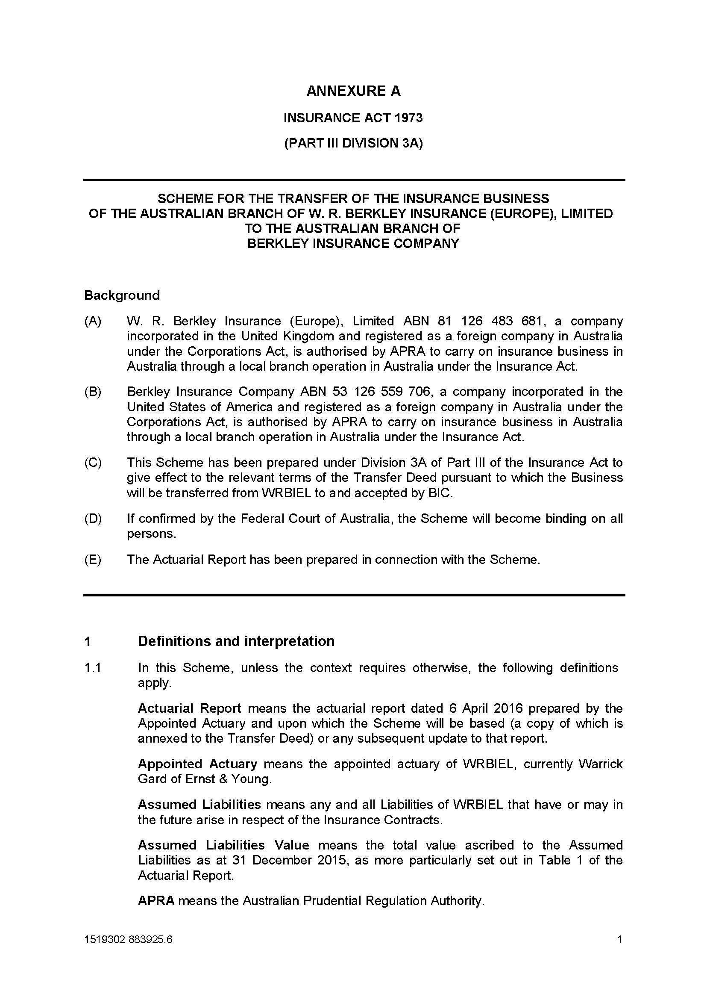 ANNEXURE A
INSURANCE ACT 1973
(PART III DIVISION 3A)
SCHEME FOR THE TRANSFER OF THE INSURANCE BUSINESS
OF THE AUSTRALIAN BRANCH OF W. R. BERKLEY INSURANCE (EUROPE), LIMITED
TO THE AUSTRALIAN BRANCH OF
BERKLEY INSURANCE COMPANY
Background
(A) W. R. Berkley Insurance (Europe), Limited ABN 81 126 483 681, a company
incorporated in the United Kingdom and registered as a foreign company in Australia
under the Corporations Act, is authorised by APRA to carry on insurance business in
Australia through a local branch operation in Australia under the Insurance Act.
(B) Berkley Insurance Company ABN 53 126 559 706, a company incorporated in the
United States of America and registered as a foreign company in Australia under the
Corporations Act, is authorised by APRA to carry on insurance business in Australia
through a local branch operation in Australia under the Insurance Act.
(C) This Scheme has been prepared under Division 3A of Part III of the Insurance Act to
give effect to the relevant terms of the Transfer Deed pursuant to which the Business
will be transferred from WRBIEL to and accepted by BIC.
(D) If confirmed by the Federal Court of Australia, the Scheme will become binding on all
persons.
(E) The Actuarial Report has been prepared in connection with the Scheme.
1 Definitions and interpretation
1.1 In this Scheme, unless the context requires otherwise, the following definitions
apply.
Actuarial Report means the actuarial report dated 6 April 2016 prepared by the
Appointed Actuary and upon which the Scheme will be based (a copy of which is
annexed to the Transfer Deed) or any subsequent update to that report.
Appointed Actuary means the appointed actuary of WRBIEL, currently Warrick
Gard of Ernst & Young.
Assumed Liabilities means any and all Liabilities of WRBIEL that have or may in
the future arise in respect of the Insurance Contracts.
Assumed Liabilities Value means the total value ascribed to the Assumed
Liabilities as at 31 December 2015, as more particularly set out in Table 1 of the
Actuarial Report.
APRA means the Australian Prudential Regulation Authority.
1519302 883925.6 1